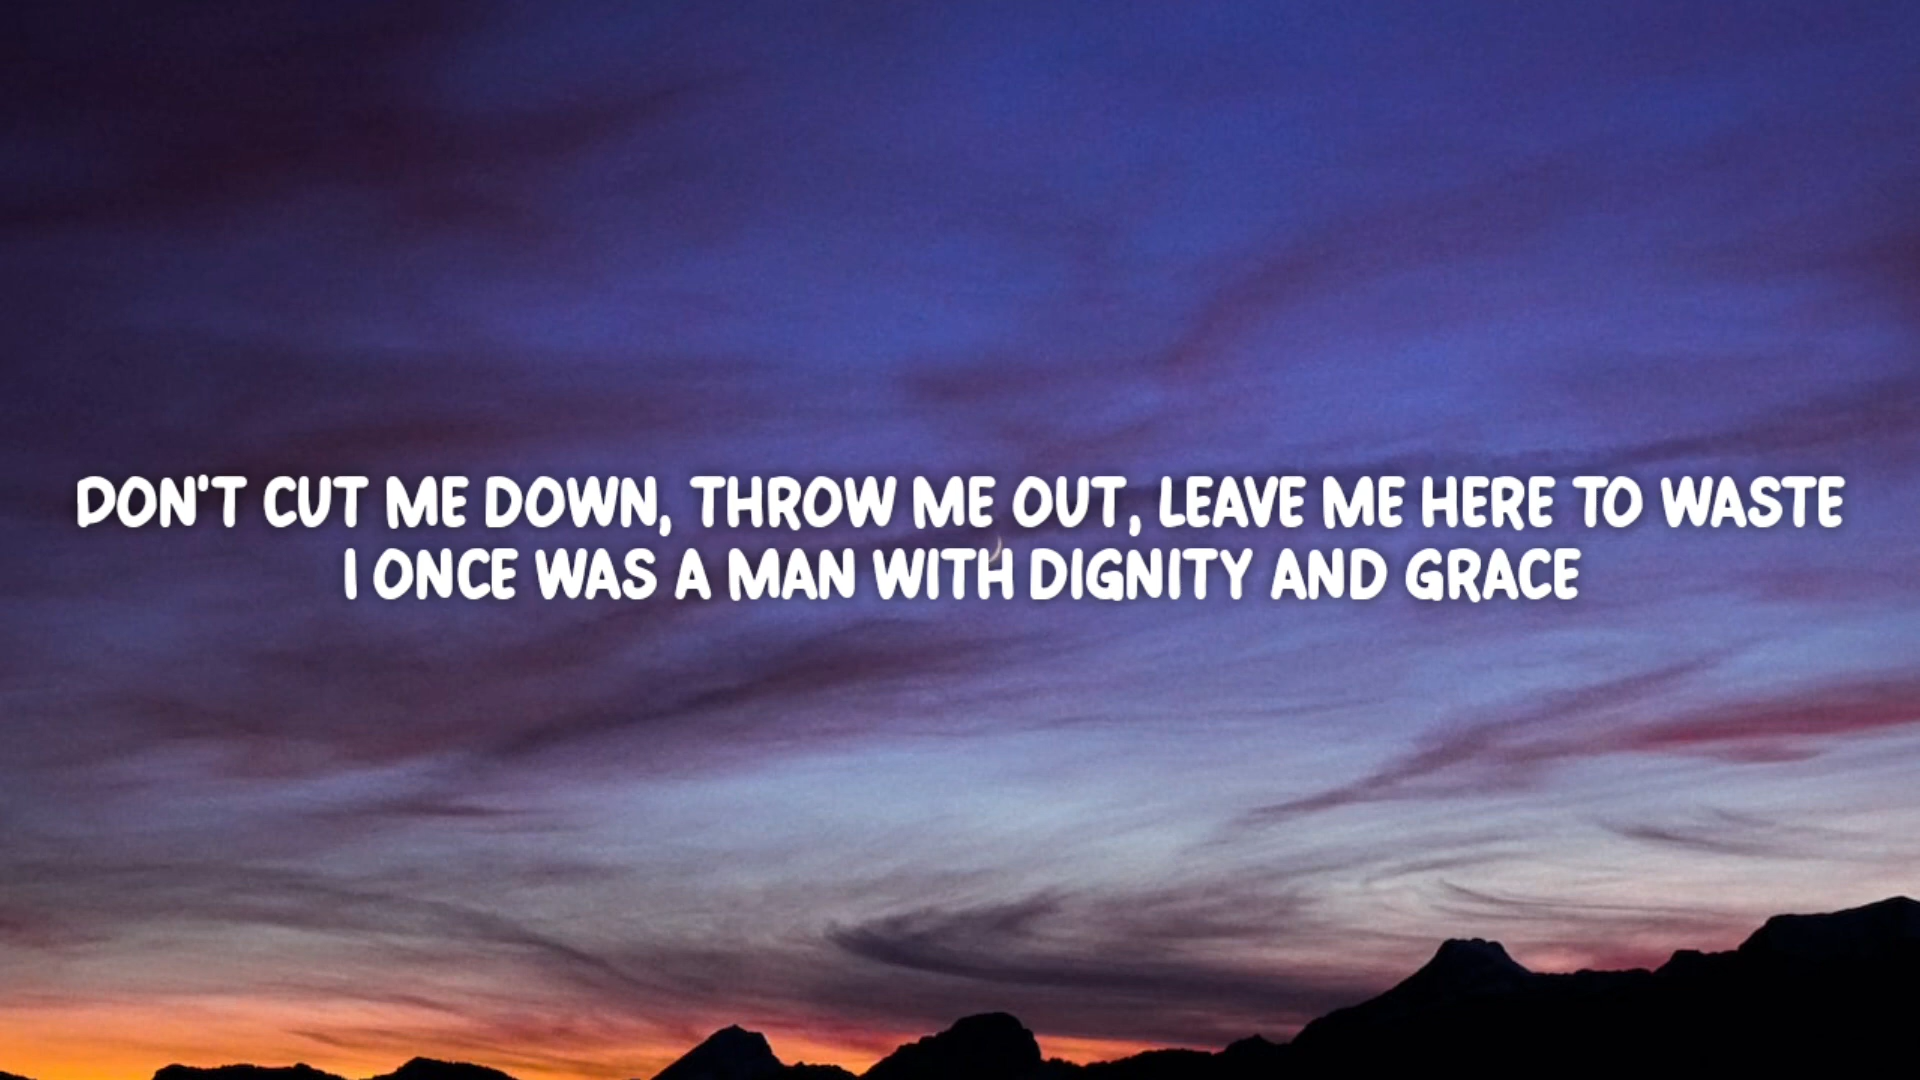 DON'T CUT ME DOWN, THROW ME OUT, LEAVE ME HERE TO WASTE
I ONCE WAS A MAN WITH DIGNITY AND GRACE